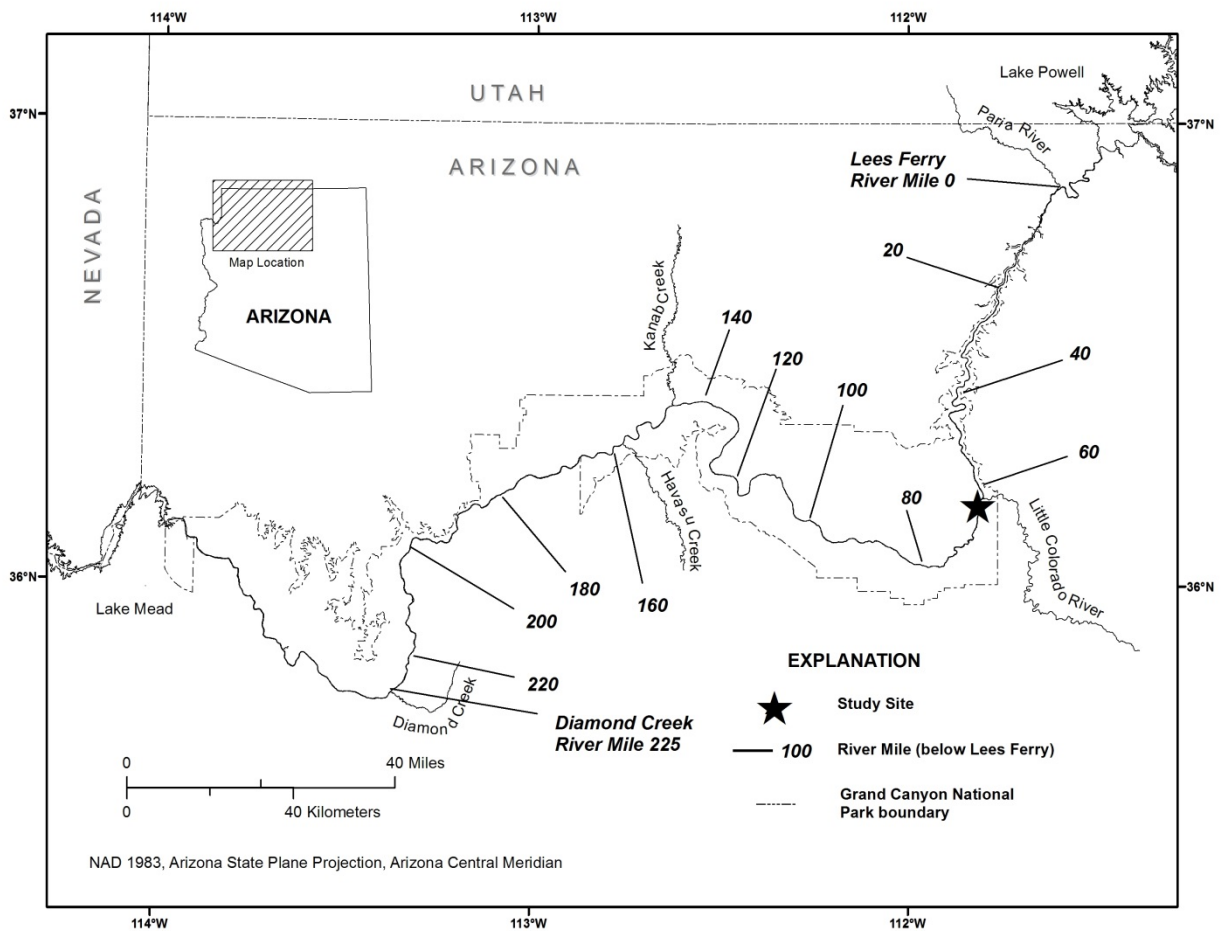 114°W
113°W
112°W
Lake Powell
UTAH
37°N
37°N
Paria River
ARIZONA
Lees Ferry
River Mile 0
NEVADA
20
Map Location
Kanab Creek
ARIZONA
140
40
120
100
60
Havasu Creek
80
Little Colorado River
36°N
36°N
180
160
Lake Mead
200
EXPLANATION
220
Study Site
Diamond Creek
Diamond Creek
River Mile 225
100 River Mile (below Lees Ferry)
0 40 Miles
0 40 Kilometers
Grand Canyon National
Park boundary
NAD 1983, Arizona State Plane Projection, Arizona Central Meridian
114°W
113°W
112°W